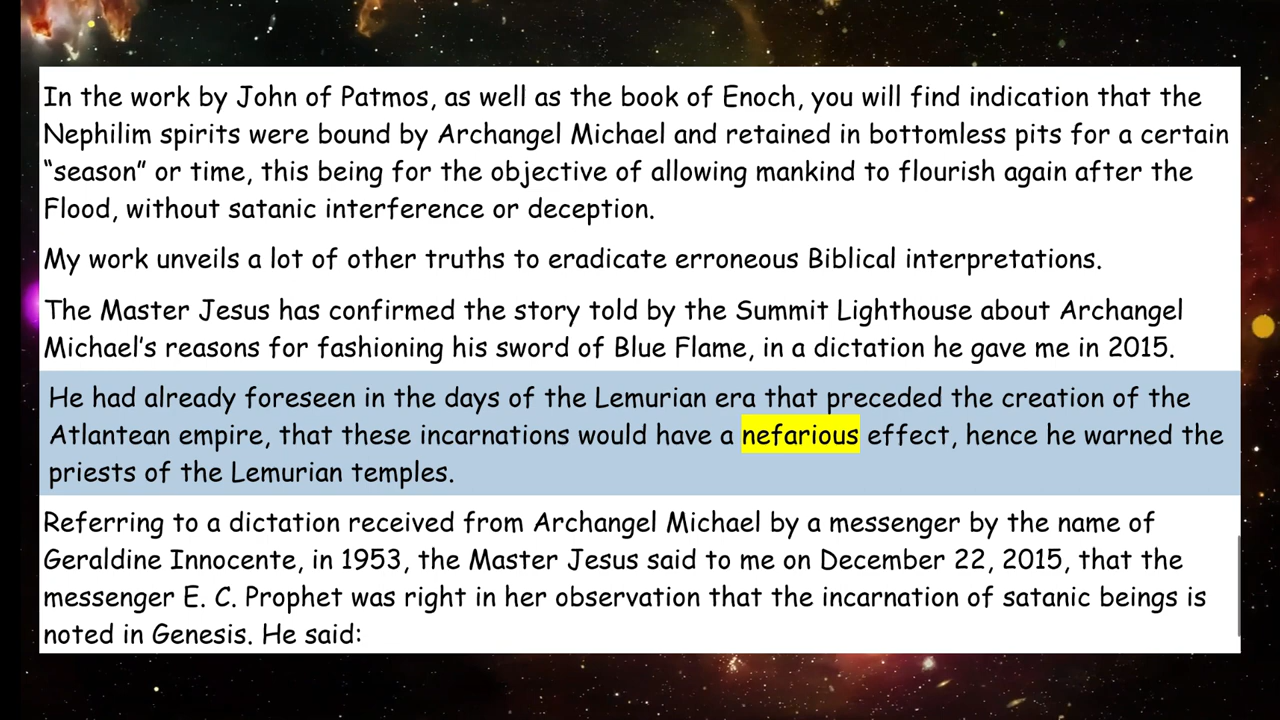 In the work by John of Patmos, as well as the book of Enoch, you will find indication that the
Nephilim spirits were bound by Archangel Michael and retained in bottomless pits for a certain
“season” or time, this being for the objective of allowing mankind to flourish again after the
Flood, without satanic interference or deception.
My work unveils a lot of other truths to eradicate erroneous Biblical interpretations.
The Master Jesus has confirmed the story told by the Summit Lighthouse about Archangel
Michael’s reasons for fashioning his sword of Blue Flame, in a dictation he gave me in 2015.
He had already foreseen in the days of the Lemurian era that preceded the creation of the
Atlantean empire, that these incarnations would have a nefarious effect, hence he warned the
priests of the Lemurian temples.
Referring to a dictation received from Archangel Michael by a messenger by the name of
Geraldine Innocente, in 1953, the Master Jesus said to me on December 22, 2015, that the
messenger E. C. Prophet was right in her observation that the incarnation of satanic beings is
noted in Genesis. He said: